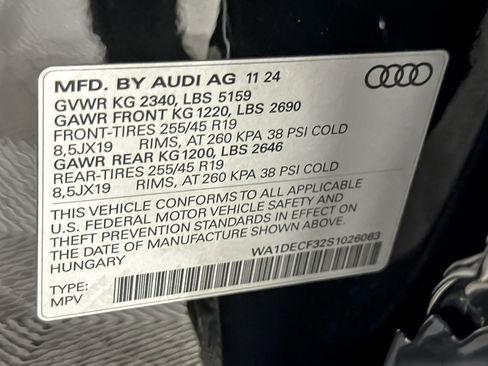 MFD. BY AUDI AG 11 24
GVWR KG 2340, LBS 5159
GAWR FRONT KG 1220, LBS 2690
FRONT-TIRES 255/45 R19
8,5JX19 RIMS, AT 260 KPA 38 PSI COLD
GAWR REAR KG1200, LBS 2646
REAR-TIRES 255/45 R19
8,5JX19 RIMS, AT 260 KPA 38 PSI COLD
THIS VEHICLE CONFORMS TO ALL APPLICABLE
U.S. FEDERAL MOTOR VEHICLE SAFETY AND
THEFT PREVENTION STANDARDS IN EFFECT ON
THE DATE OF MANUFACTURE SHOWN ABOVE.
HUNGARY
WA1DECF32S1026063
TYPE:
MPV